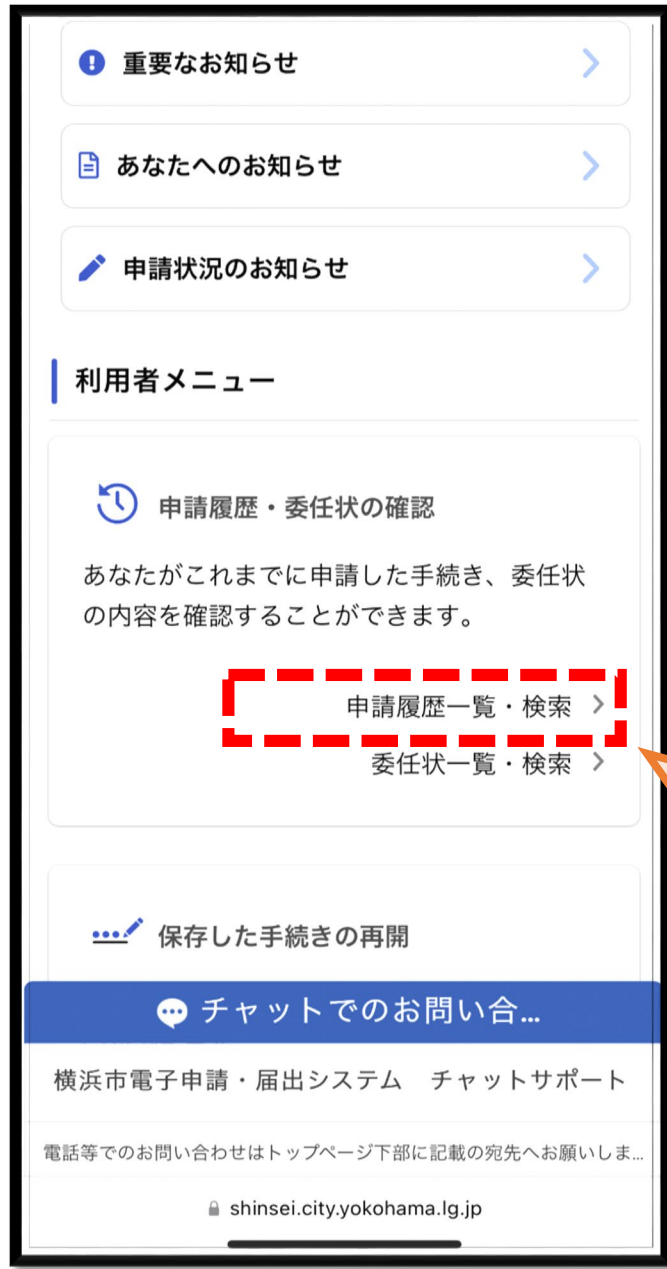 重要なお知らせ
あなたへのお知らせ
申請状況のお知らせ
利用者メニュー
申請履歴・委任状の確認
あなたがこれまでに申請した手続き、委任状
の内容を確認することができます。
申請履歴一覧・検索
委任状一覧・検索
保存した手続きの再開
チャットでのお問い合...
横浜市電子申請・届出システム　チャットサポート
電話等でのお問い合わせはトップページ下部に記載の宛先へお願いしま...
shinsei.city.yokohama.lg.jp